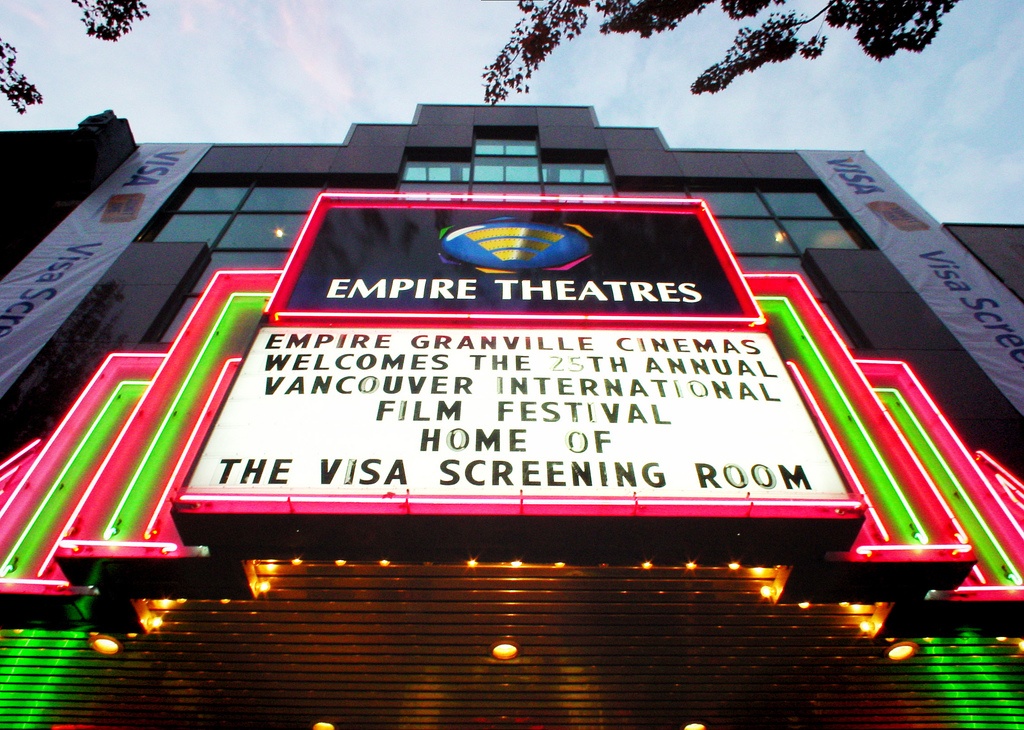 VISA
Visa Scre
VISA
Visa Scree
EMPIRE THEATRES
EMPIRE GRANVILLE CINEMAS
WELCOMES THE 25TH ANNUAL
VANCOUVER INTERNATIONAL
FILM FESTIVAL
HOME OF
THE VISA SCREENING ROOM